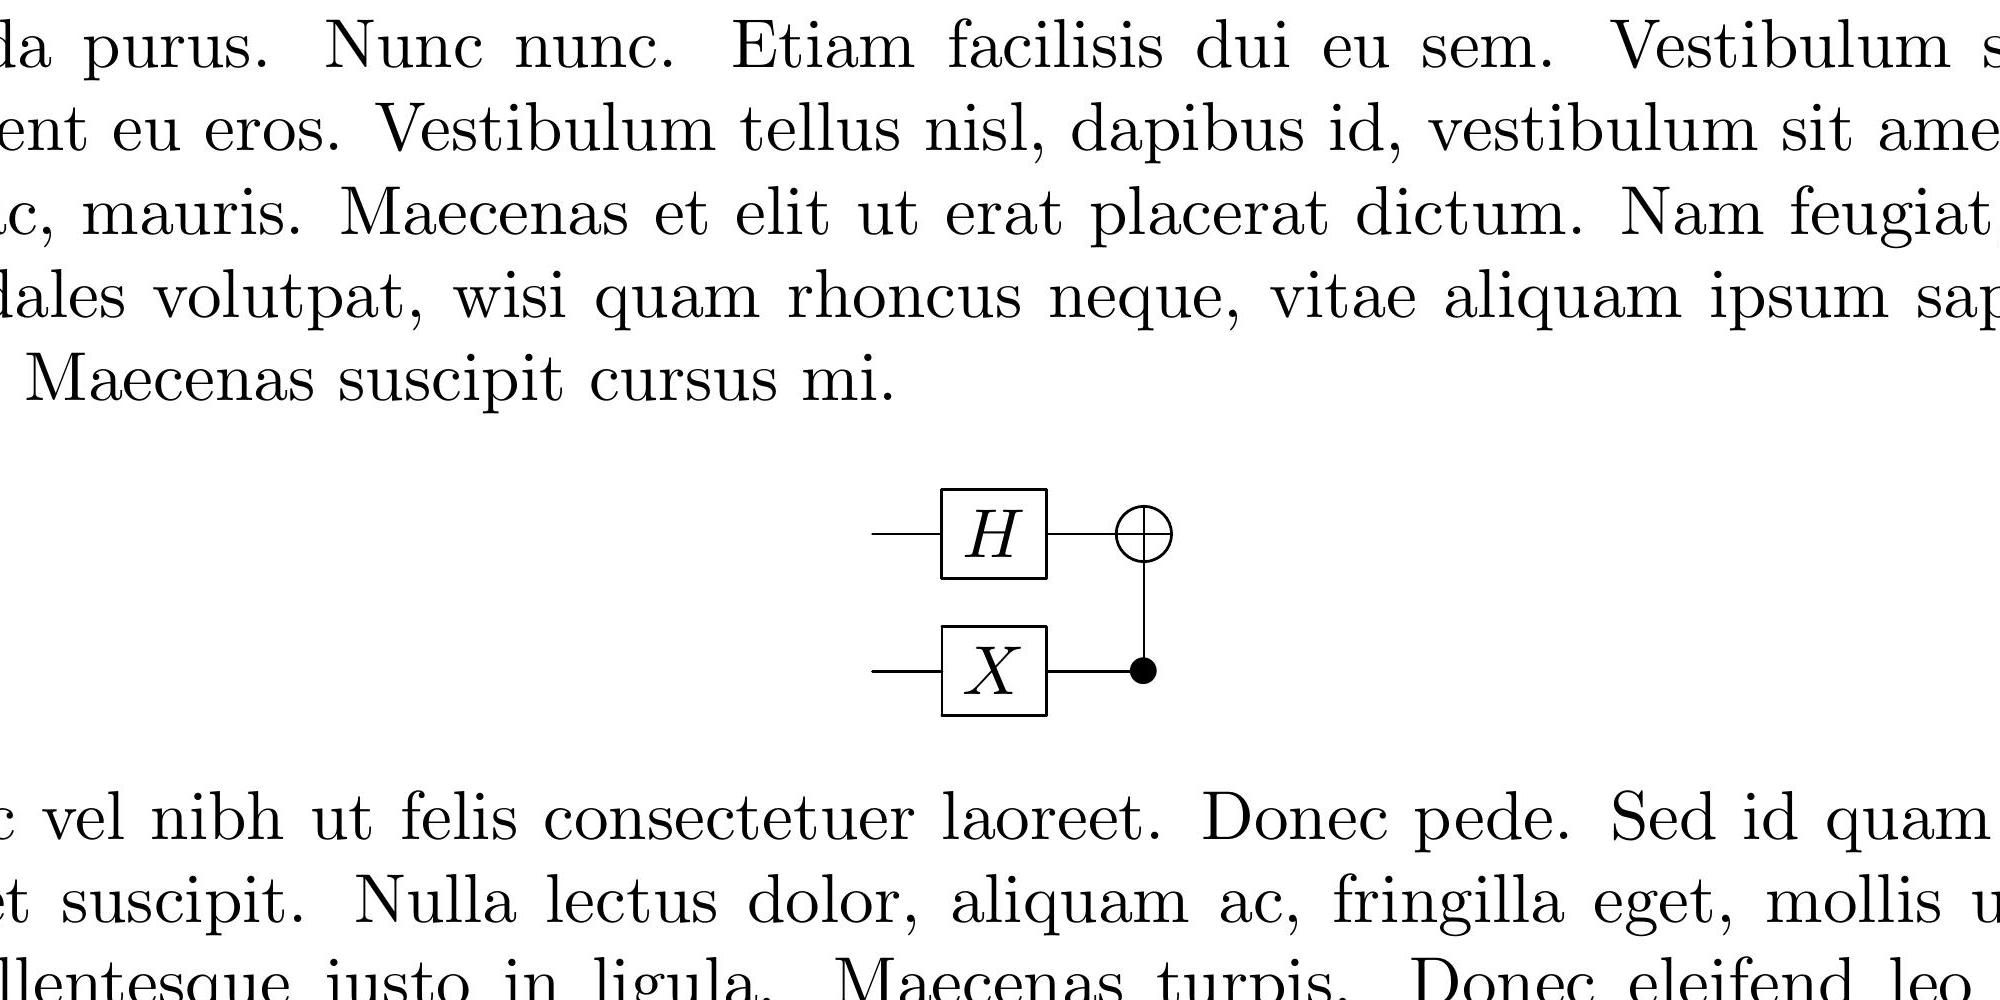 da purus. Nunc nunc. Etiam facilisis dui eu sem. Vestibulum s
ent eu eros. Vestibulum tellus nisl, dapibus id, vestibulum sit ame
ac, mauris. Maecenas et elit ut erat placerat dictum. Nam feugiat,
dales volutpat, wisi quam rhoncus neque, vitae aliquam ipsum sap
Maecenas suscipit cursus mi.
H
X
c vel nibh ut felis consectetuer laoreet. Donec pede. Sed id quam
et suscipit. Nulla lectus dolor, aliquam ac, fringilla eget, mollis u
llentesque justo in ligula. Maecenas turpis. Donec eleifend leo